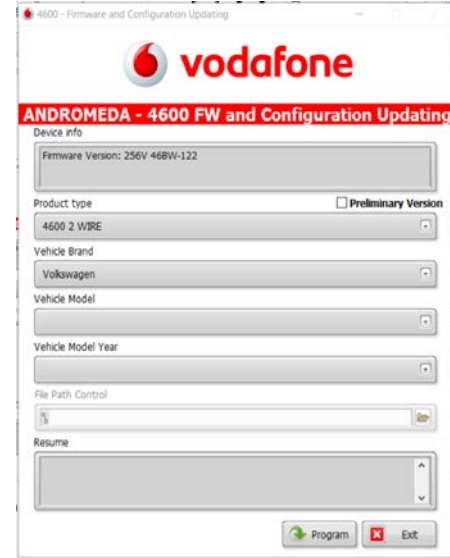 4600 - Firmware and Configuration Updating
vodafone
ANDROMEDA - 4600 FW and Configuration Updating
Device info
Firmware Version: 256V 46BW-122
Product type
Preliminary Version
4600 2 WIRE
Vehicle Brand
Volkswagen
Vehicle Model
Vehicle Model Year
File Path Control
Resume
Program
Exit